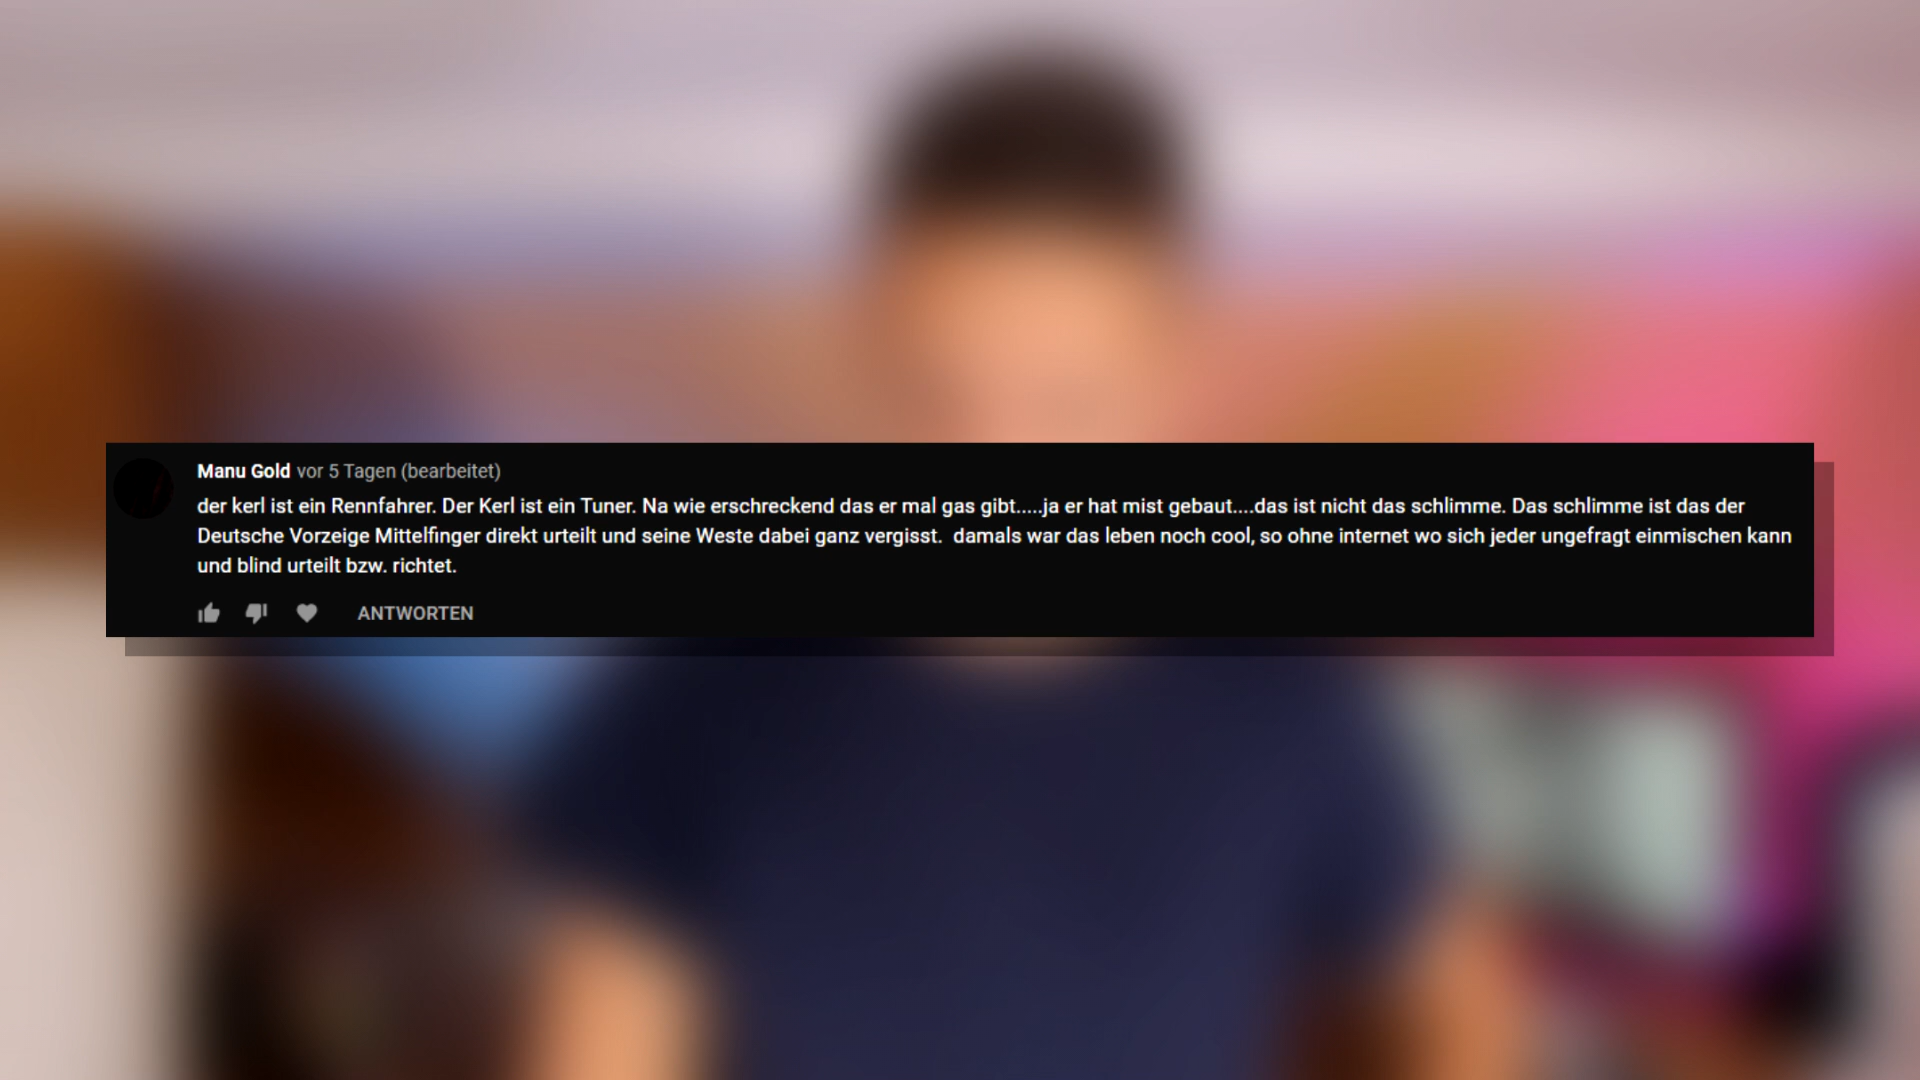 Manu Gold vor 5 Tagen (bearbeitet)
der kerl ist ein Rennfahrer. Der Kerl ist ein Tuner. Na wie erschreckend das er mal gas gibt.....ja er hat mist gebaut....das ist nicht das schlimme. Das schlimme ist das der
Deutsche Vorzeige Mittelfinger direkt urteilt und seine Weste dabei ganz vergisst.  damals war das leben noch cool, so ohne internet wo sich jeder ungefragt einmischen kann
und blind urteilt bzw. richtet.
ANTWORTEN